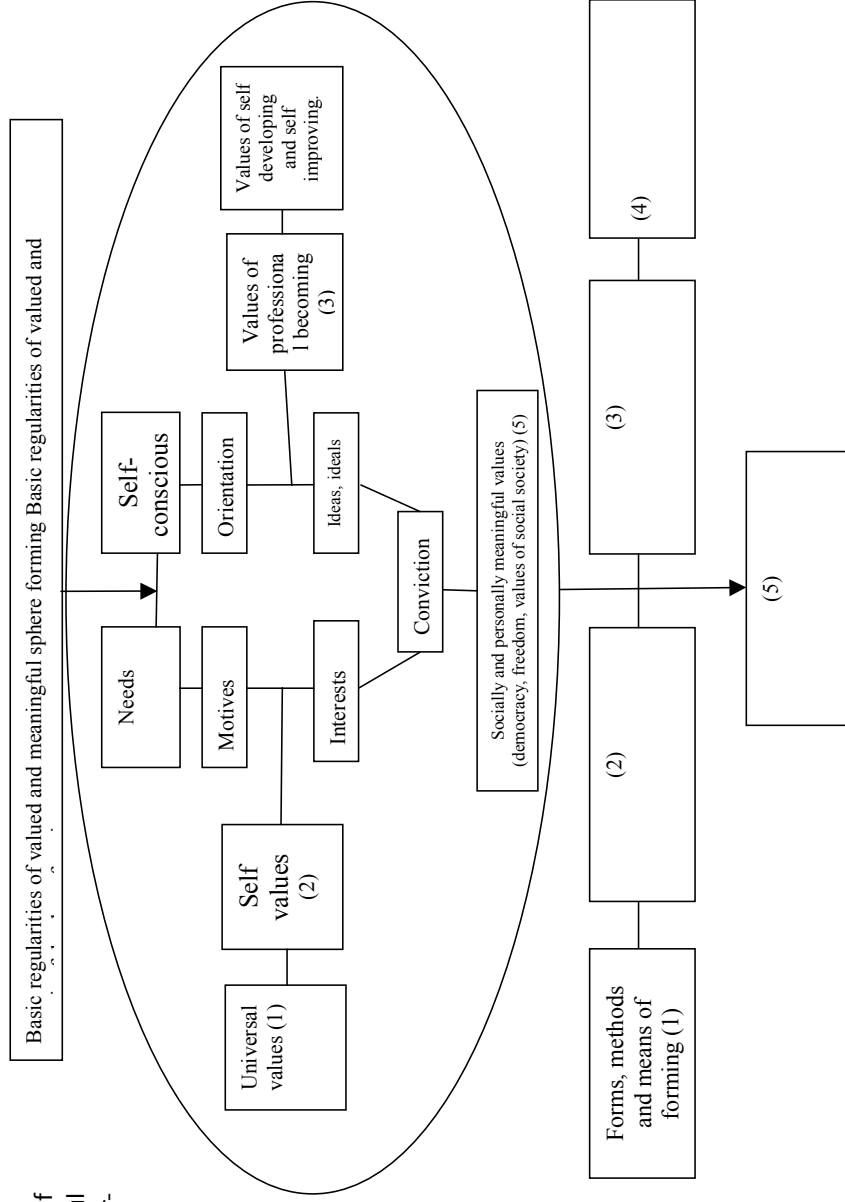 Basic regularities of valued and meaningful sphere forming Basic regularities of valued and
Needs
Self-
conscious
Motives
Orientation
Universal
values (1)
Self
values
(2)
Values of
professiona
l becoming
(3)
Values of self
developing
and self
improving.
Interests
Ideas, ideals
Conviction
Socially and personally meaningful values
(democracy, freedom, values of social society) (5)
Forms, methods
and means of
forming (1)
(2)
(3)
(4)
(5)